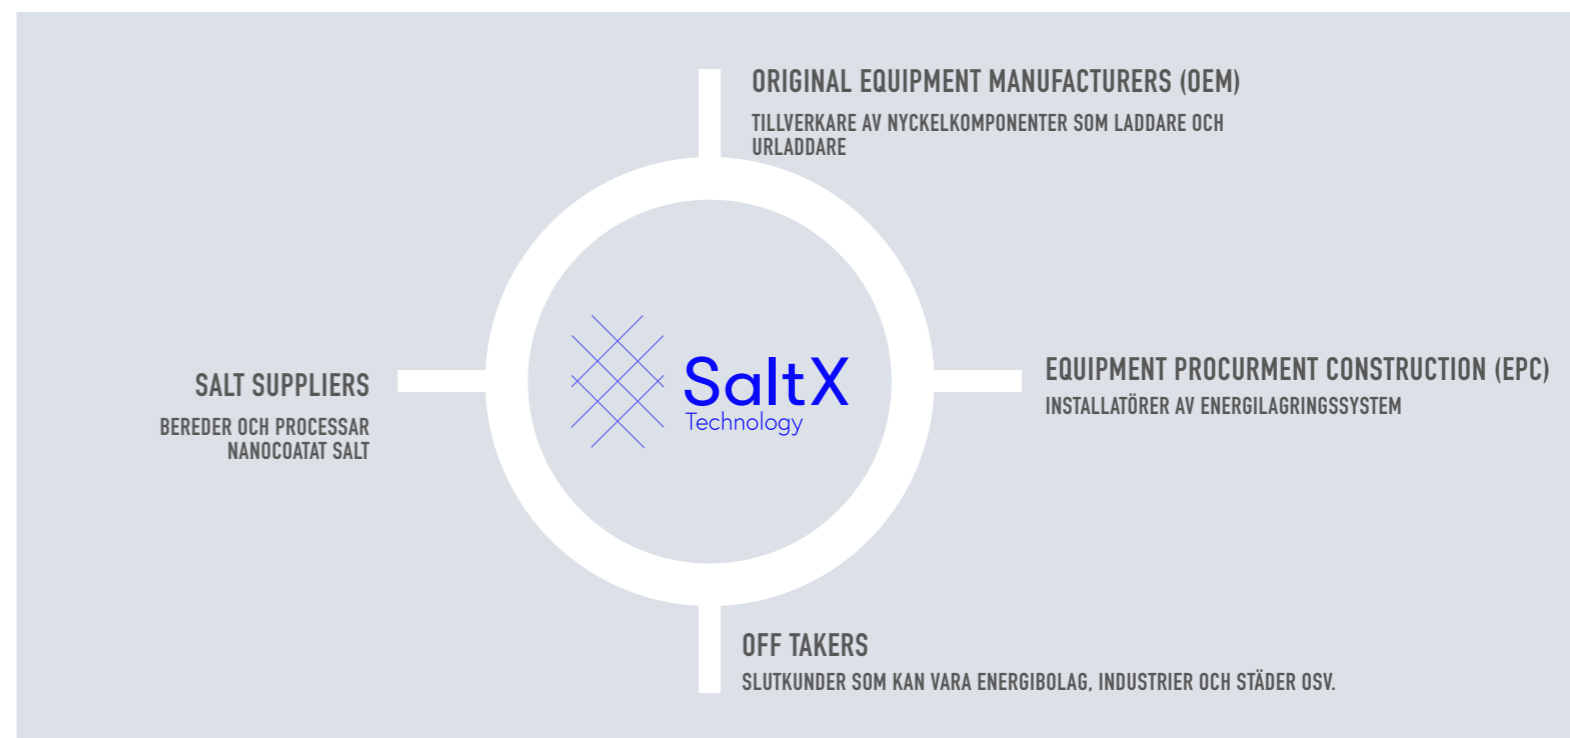 ORIGINAL EQUIPMENT MANUFACTURERS (OEM)
TILLVERKARE AV NYCKELKOMPONENTER SOM LADDARE OCH
URLADDARE
SALT SUPPLIERS
BEREDER OCH PROCESSAR
NANOCOATAT SALT
SaltX
Technology
EQUIPMENT PROCURMENT CONSTRUCTION (EPC)
INSTALLATÖRER AV ENERGILAGRINGSSYSTEM
OFF TAKERS
SLUTKUNDER SOM KAN VARA ENERGIBOLAG, INDUSTRIER OCH STÄDER OSV.